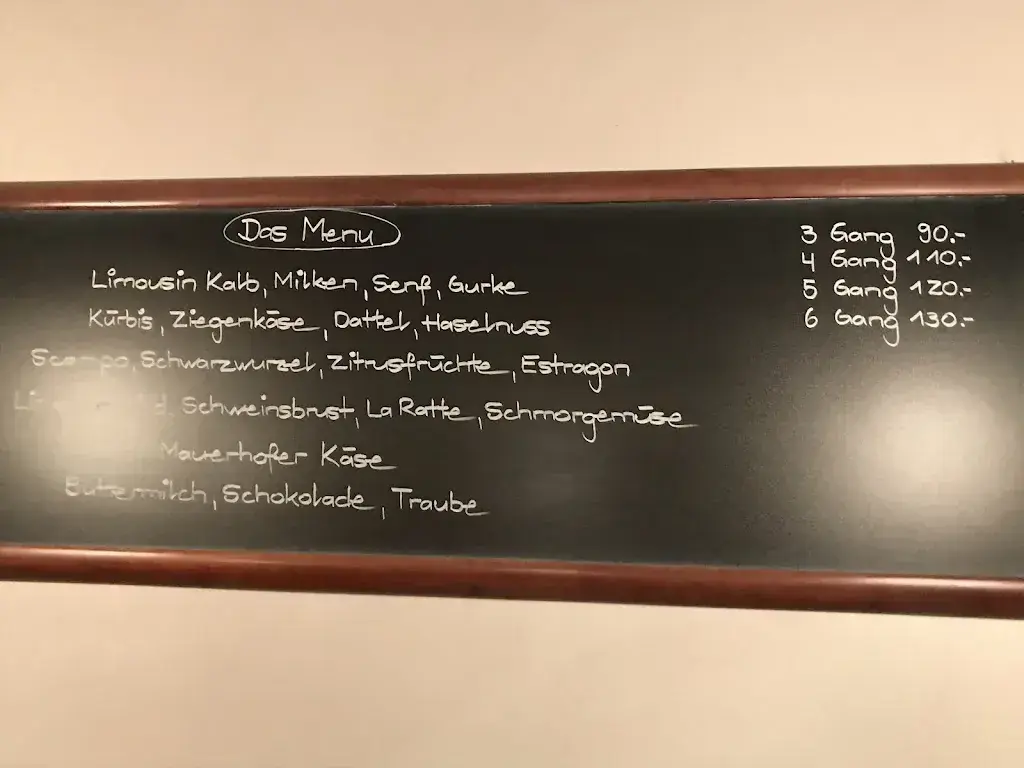 Das Menu
Limousin Kalb, Milken, Senf, Gurke
Kürbis, Ziegenkäse, Dattel, Haselnuss
Scampo, Schwarzwurzel, Zitrusfrüchte, Estragon
Schweinsbrust, La Ratte, Schmorgemüse
Mauerhofer Käse
Buttermilch, Schokolade, Traube
3 Gang 90.-
4 Gang 110.-
5 Gang 120.-
6 Gang 130.-